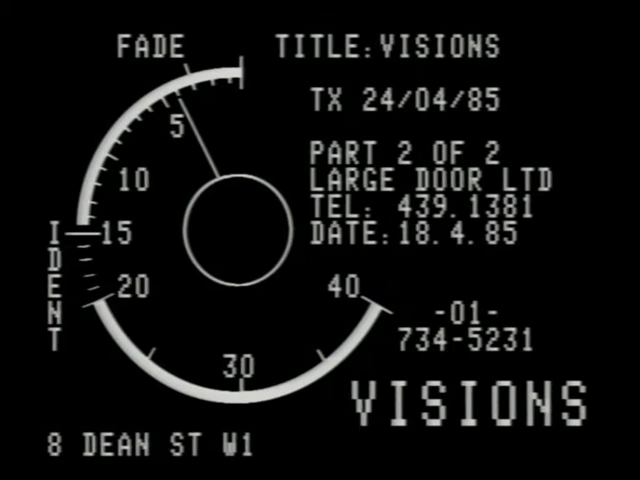 FADE
TITLE:VISIONS
TX 24/04/85
5
PART 2 OF 2
10
LARGE DOOR LTD
TEL: 439.1381
IDENT
15
DATE:18.4.85
20
40
-01-
734-5231
30
VISIONS
8 DEAN ST W1